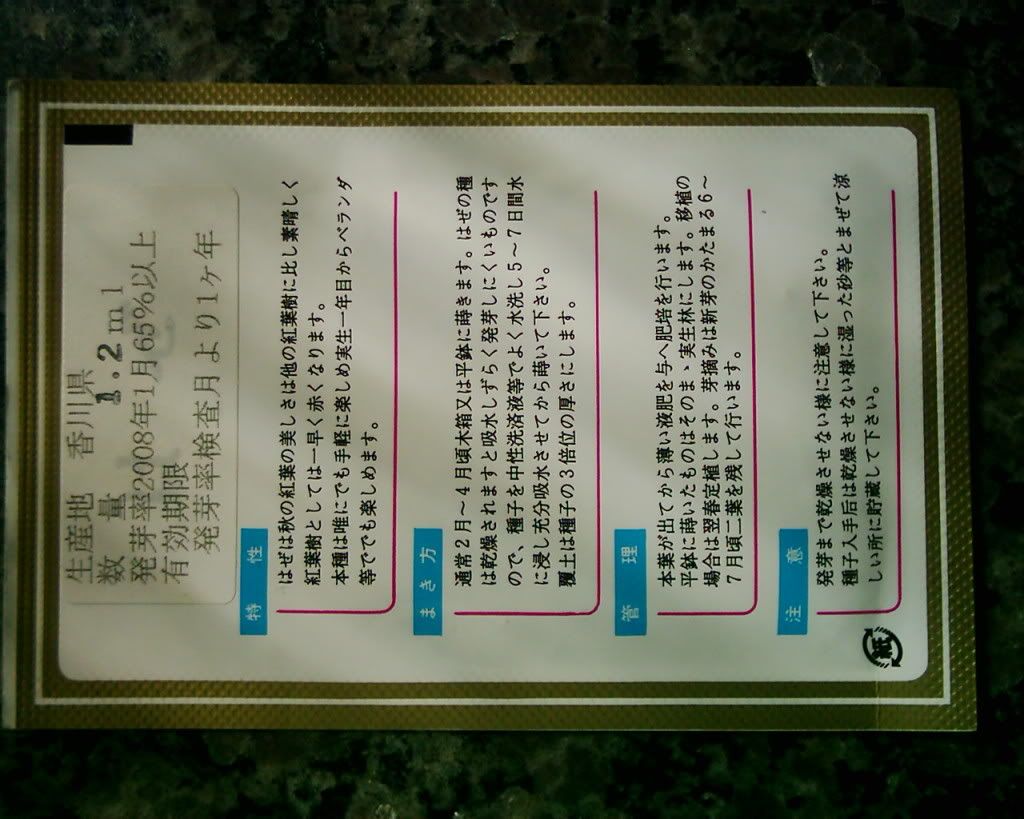 生産地　香川県
数　量　1.2ml
発芽率2008年1月65%以上
有効期限
発芽率検査月より1ヶ年
特　性
はぜは秋の紅葉の美しさは他の紅葉樹に比し素晴しく
紅葉樹としては一早く赤くなります。
本種は唯にでも手軽に楽しめ実生一年目からベランダ
等ででも楽しめます。
まき方
通常2月～4月頃木箱又は平鉢に蒔きます。はぜの種
は乾燥されますと吸水しずらく発芽しにくいものです
ので、種子を中性洗済液等でよく水洗し5～7日間水
に浸し充分吸水させてから蒔いて下さい。
覆土は種子の3倍位の厚さにします。
管　理
本葉が出てから薄い液肥を与へ肥培を行います。
平鉢に蒔いたものはそのまゝ実生林にします。移植の
場合は翌春定植します。芽摘みは新芽のかたまる6～
7月頃二葉を残して行います。
注　意
発芽まで乾燥させない様に注意して下さい。
種子入手后は乾燥させない様に湿った砂等とまぜて涼
しい所に貯蔵して下さい。
紙